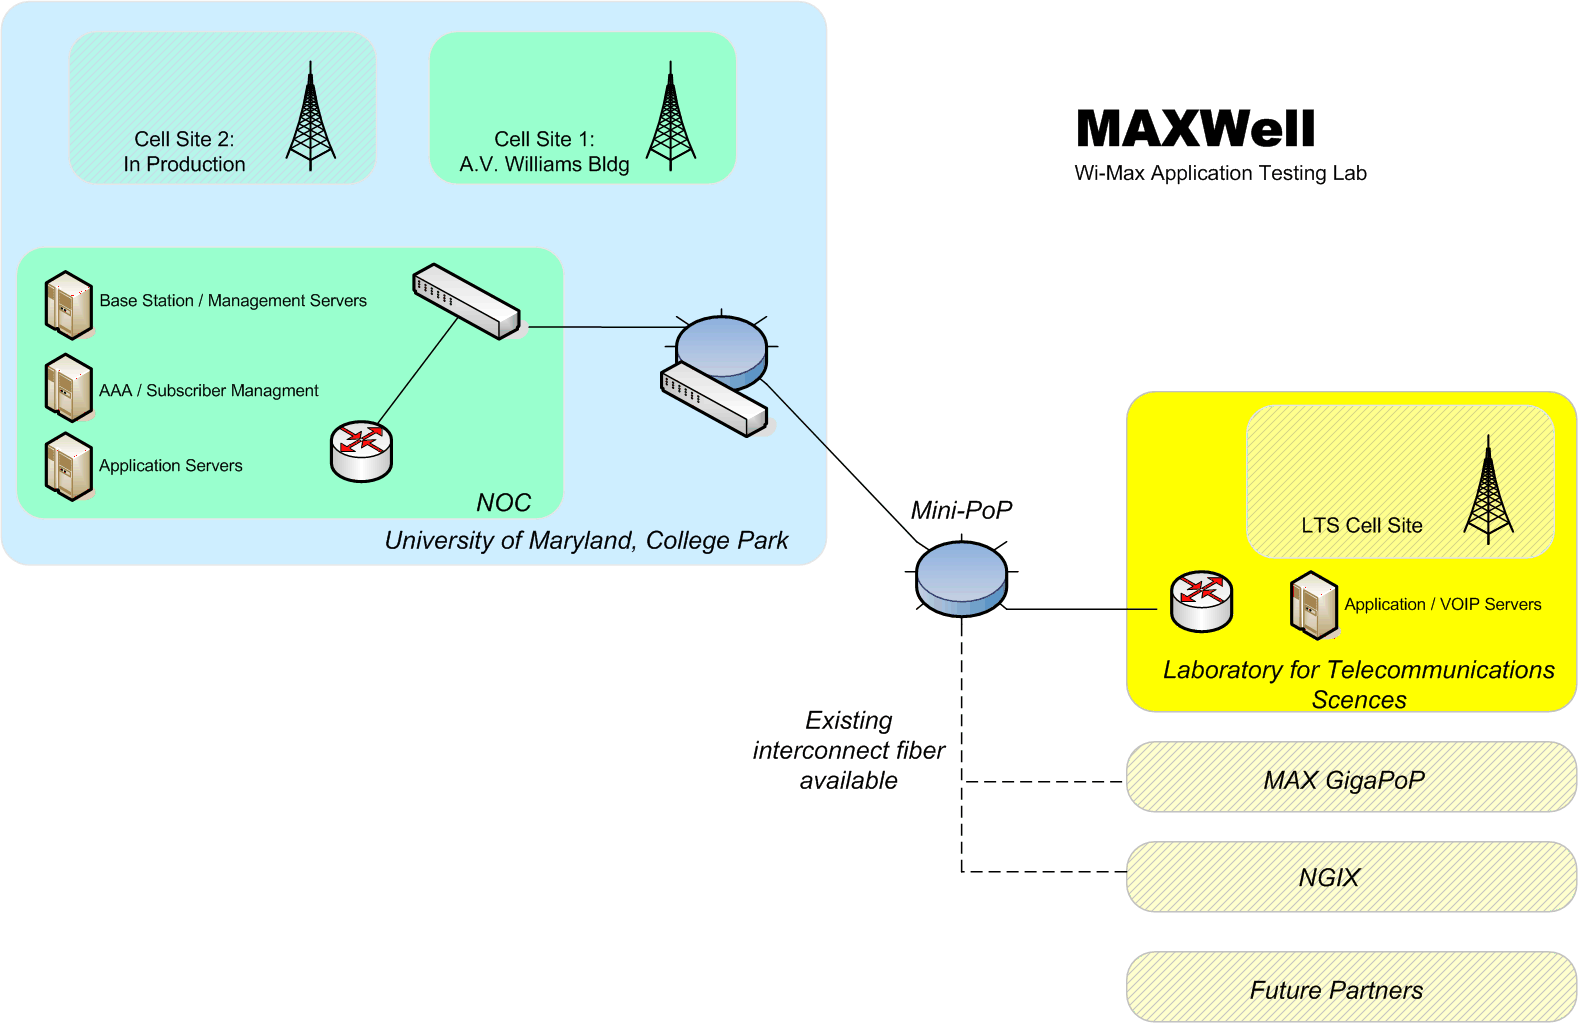 MAXWell
Wi-Max Application Testing Lab
Cell Site 2:
In Production
Cell Site 1:
A.V. Williams Bldg
Base Station / Management Servers
AAA / Subscriber Managment
Application Servers
NOC
University of Maryland, College Park
Mini-PoP
LTS Cell Site
Application / VOIP Servers
Laboratory for Telecommunications
Scences
Existing
interconnect fiber
available
MAX GigaPoP
NGIX
Future Partners